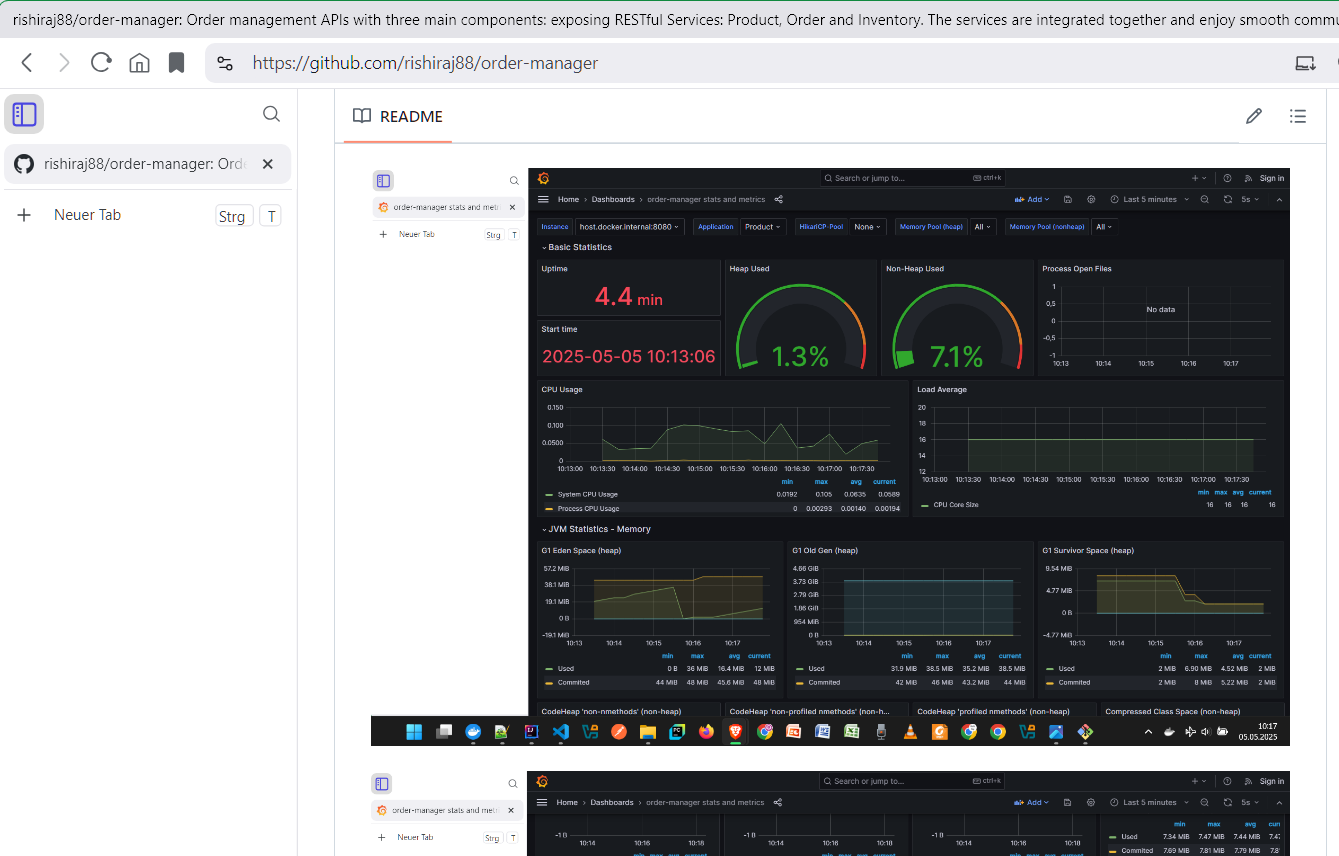 rishiraj88/order-manager: Order management APIs with three main components: exposing RESTful Services: Product, Order and Inventory. The services are integrated together and enjoy smooth commu
https://github.com/rishiraj88/order-manager
rishiraj88/order-manager: Ord
Neuer Tab Strg T
README
order-manager stats and metri
Neuer Tab Strg T
Search or jump to... ctrl+k Sign in
Home › Dashboards › order-manager stats and metrics Add Last 5 minutes 5s
Instance host.docker.internal:8080 Application Product HikariCP-Pool None Memory Pool (heap) All Memory Pool (nonheap) All
Basic Statistics
Uptime
4.4 min
Start time
2025-05-05 10:13:06
Heap Used
1.3%
Non-Heap Used
7.1%
Process Open Files
1
0,5
0
-0,5
-1
No data
10:13 10:14 10:15 10:16 10:17
CPU Usage
0.150
0.100
0.0500
0
10:13:00 10:13:30 10:14:00 10:14:30 10:15:00 10:15:30 10:16:00 10:16:30 10:17:00 10:17:30
min max avg current
System CPU Usage 0.0192 0.105 0.0635 0.0589
Process CPU Usage 0 0.00293 0.00140 0.00194
Load Average
20
18
16
14
12
10:13:00 10:13:30 10:14:00 10:14:30 10:15:00 10:15:30 10:16:00 10:16:30 10:17:00 10:17:30
min max avg current
CPU Core Size 16 16 16 16
JVM Statistics - Memory
G1 Eden Space (heap)
57.2 MiB
38.1 MiB
19.1 MiB
0 B
-19.1 MiB
10:13 10:14 10:15 10:16 10:17
min max avg current
Used 0 B 36 MiB 16.4 MiB 12 MiB
Commited 44 MiB 48 MiB 45.6 MiB 48 MiB
G1 Old Gen (heap)
4.66 GiB
3.73 GiB
2.79 GiB
1.86 GiB
954 MiB
0 B
10:13 10:14 10:15 10:16 10:17
min max avg current
Used 31.9 MiB 38.5 MiB 35.2 MiB 38.5 MiB
Commited 42 MiB 46 MiB 43.2 MiB 44 MiB
G1 Survivor Space (heap)
9.54 MiB
4.77 MiB
0 B
-4.77 MiB
10:13 10:14 10:15 10:16 10:17
min max avg current
Used 2 MiB 6.90 MiB 4.52 MiB 2 MiB
Commited 2 MiB 8 MiB 5.22 MiB 2 MiB
CodeHeap 'non-nmethods' (non-heap)
CodeHeap 'non-profiled nmethods' (non-h...
CodeHeap 'profiled nmethods' (non-heap)
Compressed Class Space (non-heap)
10:17
05.05.2025
order-manager stats and metri
Neuer Tab Strg T
Search or jump to... ctrl+k Sign in
Home › Dashboards › order-manager stats and metrics Add Last 5 minutes 5s
-1 B
10:14 10:16 10:18
-1 B
10:14 10:16 10:18
-1 B
10:14 10:16 10:18
min max avg curr
Used 7.34 MiB 7.47 MiB 7.44 MiB 7.47
Commited 7.69 MiB 7.81 MiB 7.79 MiB 7.81